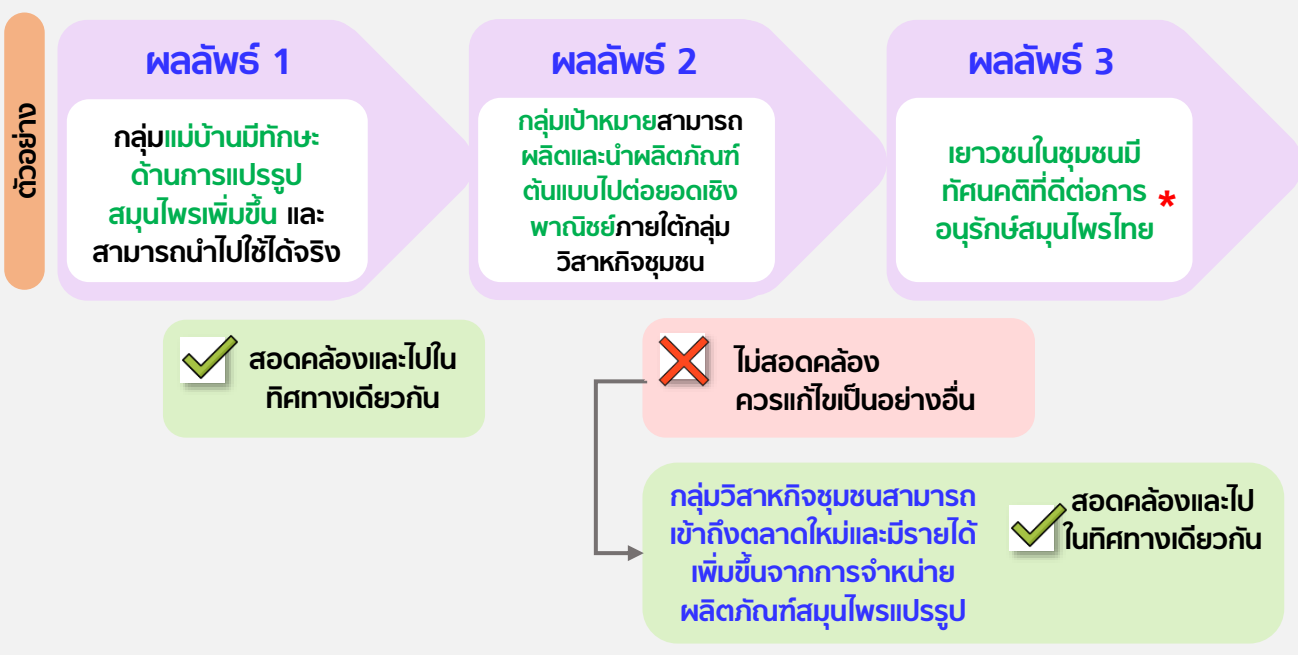 ตัวอย่าง
ผลลัพธ์ 1
กลุ่มแม่บ้านมีทักษะ
ด้านการแปรรูป
สมุนไพรเพิ่มขึ้น และ
สามารถนำไปใช้ได้จริง
ผลลัพธ์ 2
กลุ่มเป้าหมายสามารถ
ผลิตและนำผลิตภัณฑ์
ต้นแบบไปต่อยอดเชิง
พาณิชย์ภายใต้กลุ่ม
วิสาหกิจชุมชน
ผลลัพธ์ 3
เยาวชนในชุมชนมี
ทัศนคติที่ดีต่อการ *
อนุรักษ์สมุนไพรไทย
สอดคล้องและไปใน
ทิศทางเดียวกัน
ไม่สอดคล้อง
ควรแก้ไขเป็นอย่างอื่น
กลุ่มวิสาหกิจชุมชนสามารถ
เข้าถึงตลาดใหม่และมีรายได้
เพิ่มขึ้นจากการจำหน่าย
ผลิตภัณฑ์สมุนไพรแปรรูป
สอดคล้องและไป
ในทิศทางเดียวกัน